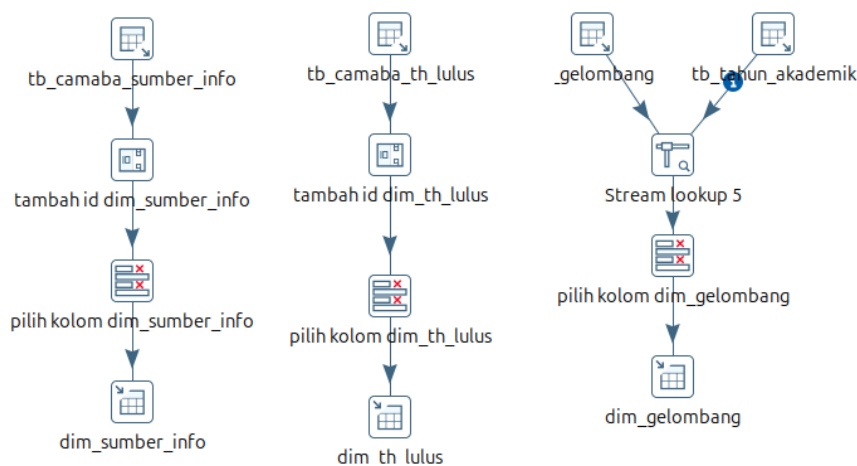 tb_camaba_sumber_info
tambah id dim_sumber_info
pilih kolom dim_sumber_info
dim_sumber_info
tb_camaba_th_lulus
tambah id dim_th_lulus
pilih kolom dim_th_lulus
dim_th_lulus
_gelombang
tb_tahun_akademik
i
Stream lookup 5
pilih kolom dim_gelombang
dim_gelombang